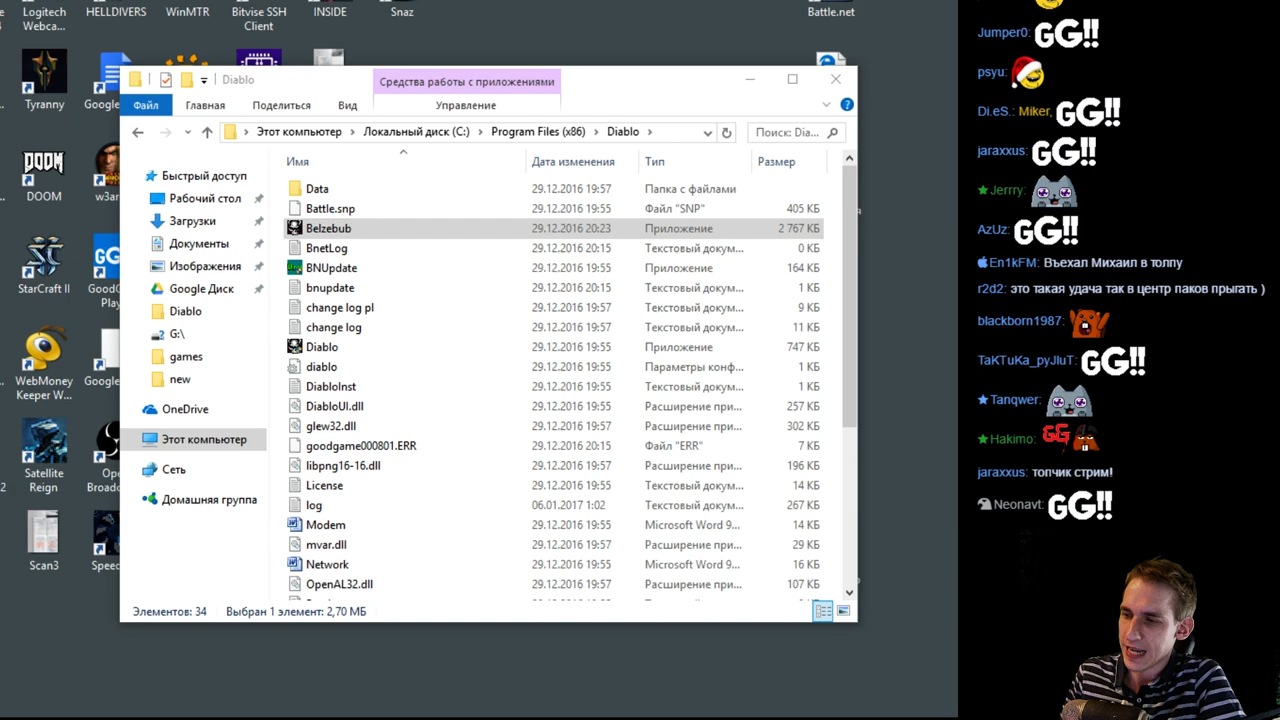 Logitech Webca...
HELLDIVERS
WinMTR
Bitvise SSH Client
INSIDE
Snaz
Battle.net
Tyranny
Google
DOOM
w3ar
StarCraft II
GoodG
Play
WebMoney Keeper W...
Google
Satellite Reign
Op
Broadc
Scan3
Speec
Diablo
Средства работы с приложениями
Файл
Главная
Поделиться
Вид
Управление
Этот компьютер > Локальный диск (C:) > Program Files (x86) > Diablo >
Поиск: Dia...
Имя Дата изменения Тип Размер
Быстрый доступ
Рабочий стол
Загрузки
Документы
Изображения
Google Диск
Diablo
G:\
games
new
OneDrive
Этот компьютер
Сеть
Домашняя группа
Data 29.12.2016 19:57 Папка с файлами
Battle.snp 29.12.2016 19:55 Файл "SNP" 405 КБ
Belzebub 29.12.2016 20:23 Приложение 2 767 КБ
BnetLog 29.12.2016 20:15 Текстовый докум... 0 КБ
BNUpdate 29.12.2016 19:55 Приложение 164 КБ
bnupdate 29.12.2016 20:15 Текстовый докум... 1 КБ
change log pl 29.12.2016 19:57 Текстовый докум... 9 КБ
change log 29.12.2016 19:57 Текстовый докум... 11 КБ
Diablo 29.12.2016 19:55 Приложение 747 КБ
diablo 29.12.2016 19:55 Параметры конф... 1 КБ
DiabloInst 29.12.2016 19:55 Текстовый докум... 1 КБ
DiabloUI.dll 29.12.2016 19:55 Расширение при... 257 КБ
glew32.dll 29.12.2016 19:57 Расширение при... 302 КБ
goodgame000801.ERR 29.12.2016 20:15 Файл "ERR" 7 КБ
libpng16-16.dll 29.12.2016 19:57 Расширение при... 196 КБ
License 29.12.2016 19:55 Текстовый докум... 14 КБ
log 06.01.2017 1:02 Текстовый докум... 267 КБ
Modem 29.12.2016 19:55 Microsoft Word 9... 14 КБ
mvar.dll 29.12.2016 19:57 Расширение при... 29 КБ
Network 29.12.2016 19:55 Microsoft Word 9... 16 КБ
OpenAL32.dll 29.12.2016 19:57 Расширение при... 107 КБ
Элементов: 34 Выбран 1 элемент: 2,70 МБ
Jumper0: GG!!
psyu:
Di.eS.: Miker, GG!!
jaraxxus: GG!!
Jerrry:
AzUz: GG!!
En1kFM: Въехал Михаил в толпу
r2d2: это такая удача так в центр паков прыгать )
blackborn1987:
TaKTuKa_pyJIuT: GG!!
Tanqwer:
Hakimo: GG
jaraxxus: топчик стрим!
Neonavt: GG!!